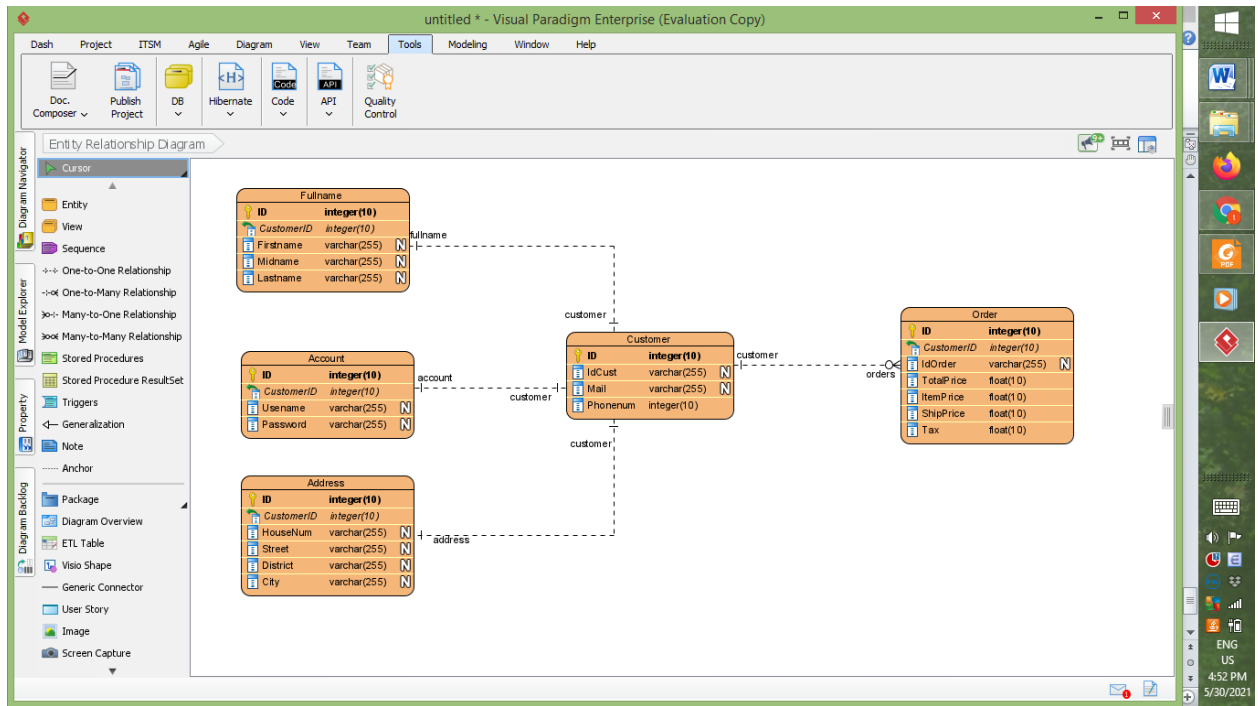 untitled * - Visual Paradigm Enterprise (Evaluation Copy)
Dash Project ITSM Agile Diagram View Team Tools Modeling Window Help
Doc. Composer
Publish Project
DB
<H>
Hibernate
Code
Code
API
API
Quality Control
Entity Relationship Diagram
Diagram Navigator
Model Explorer
Property
Diagram Backlog
Cursor
Entity
View
Sequence
One-to-One Relationship
One-to-Many Relationship
Many-to-One Relationship
Many-to-Many Relationship
Stored Procedures
Stored Procedure ResultSet
Triggers
Generalization
Note
Anchor
Package
Diagram Overview
ETL Table
Visio Shape
Generic Connector
User Story
Image
Screen Capture
Fullname
ID integer(10)
CustomerID integer(10)
Firstname varchar(255) N
Midname varchar(255) N
Lastname varchar(255) N
fullname
customer
Account
ID integer(10)
CustomerID integer(10)
Usename varchar(255) N
Password varchar(255) N
account
customer
Address
ID integer(10)
CustomerID integer(10)
HouseNum varchar(255) N
Street varchar(255) N
District varchar(255) N
City varchar(255) N
address
customer
Customer
ID integer(10)
IdCust varchar(255) N
Mail varchar(255) N
Phonenum integer(10)
customer
orders
Order
ID integer(10)
CustomerID integer(10)
IdOrder varchar(255) N
TotalPrice float(10)
ItemPrice float(10)
ShipPrice float(10)
Tax float(10)
W
PDF
ENG
US
4:52 PM
5/30/2021